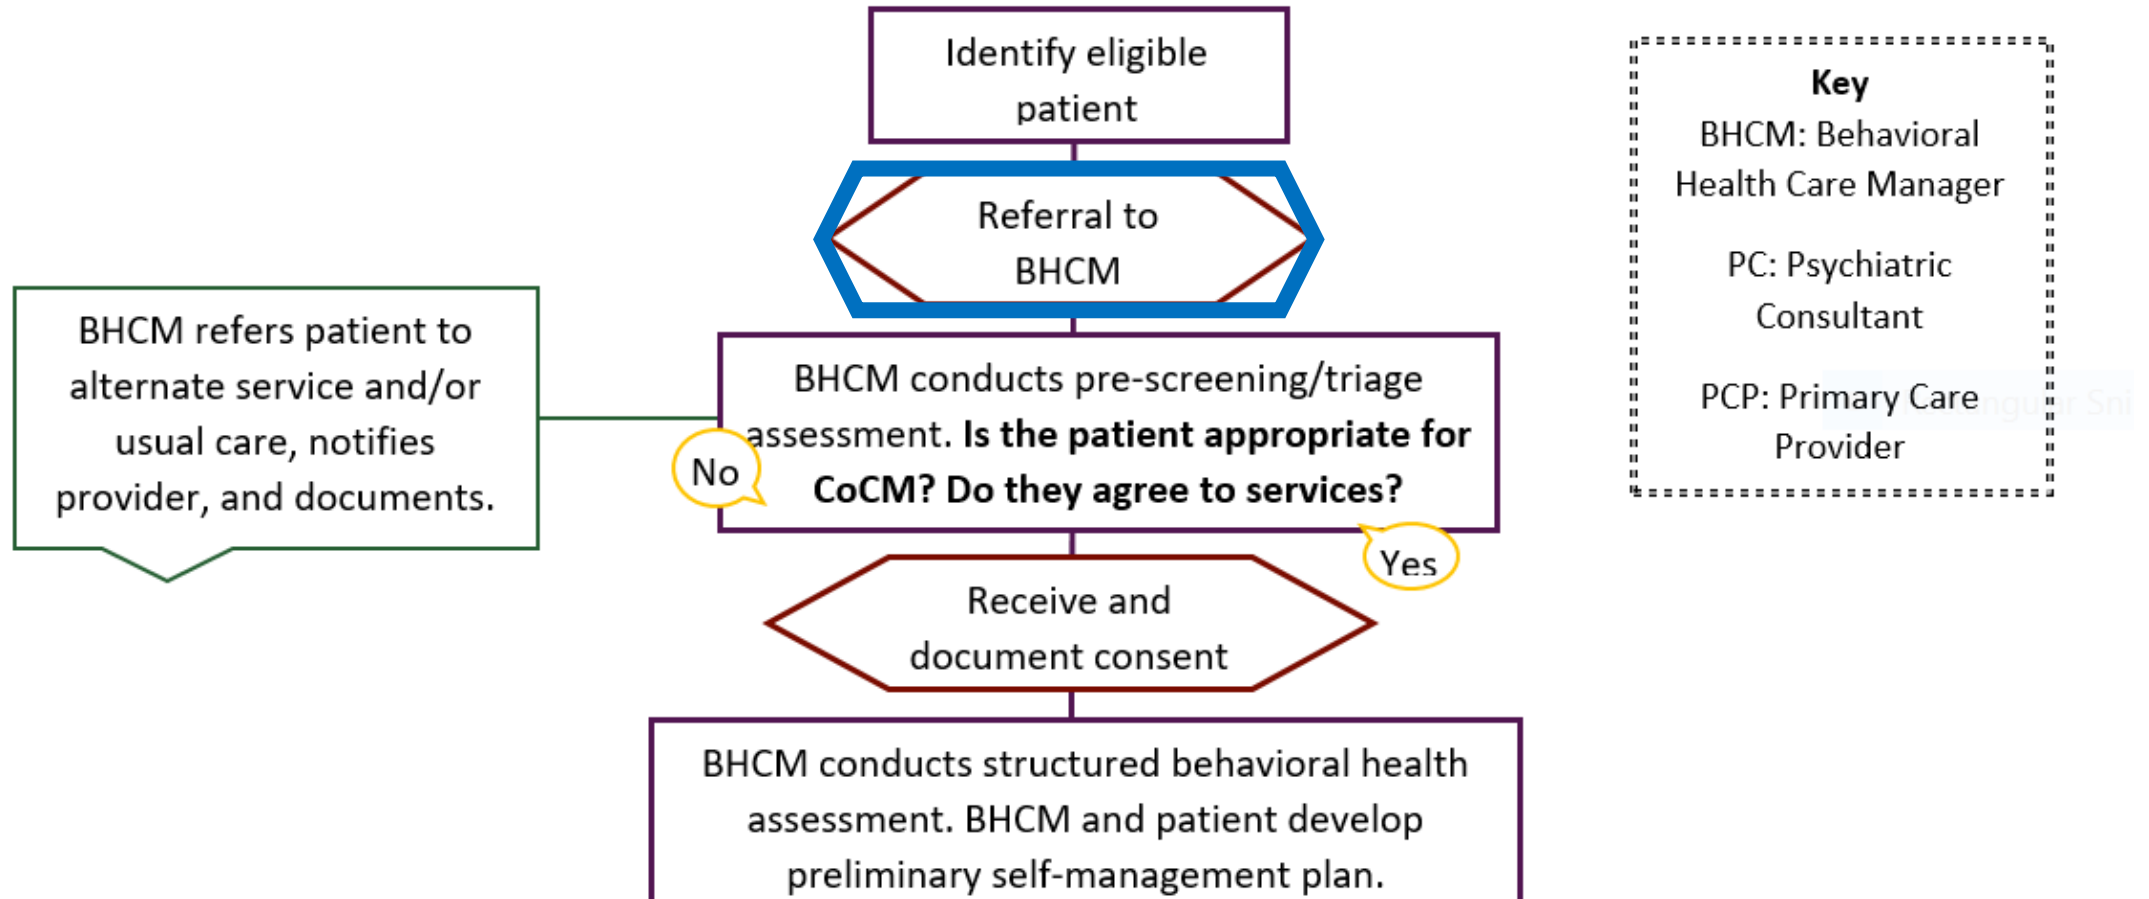 Identify eligible
patient
Referral to
BHCM
BHCM refers patient to
alternate service and/or
usual care, notifies
provider, and documents.
BHCM conducts pre-screening/triage
assessment. Is the patient appropriate for
CoCM? Do they agree to services?
No
Yes
Receive and
document consent
BHCM conducts structured behavioral health
assessment. BHCM and patient develop
preliminary self-management plan.
Key
BHCM: Behavioral
Health Care Manager
PC: Psychiatric
Consultant
PCP: Primary Care
Provider